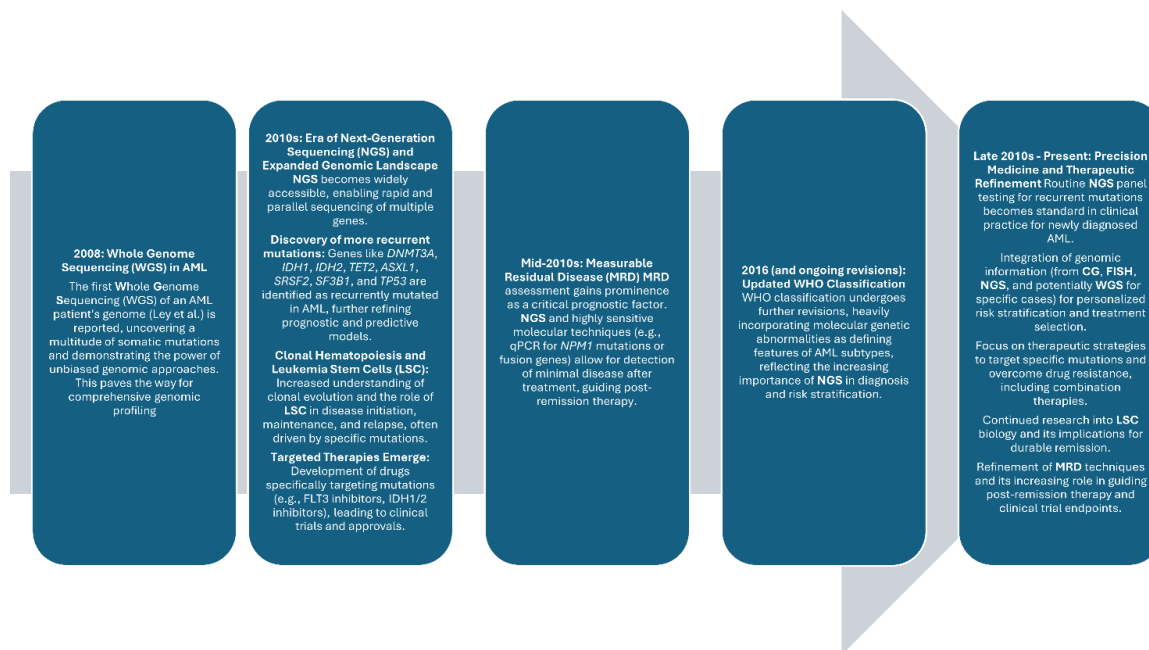 2008: Whole Genome
Sequencing (WGS) in AML
The first Whole Genome
Sequencing (WGS) of an AML
patient's genome (Ley et al.) is
reported, uncovering a
multitude of somatic mutations
and demonstrating the power of
unbiased genomic approaches.
This paves the way for
comprehensive genomic
profiling
2010s: Era of Next-Generation
Sequencing (NGS) and
Expanded Genomic Landscape
NGS becomes widely
accessible, enabling rapid and
parallel sequencing of multiple
genes.
Discovery of more recurrent
mutations: Genes like DNMT3A,
IDH1, IDH2, TET2, ASXL1,
SRSF2, SF3B1, and TP53 are
identified as recurrently mutated
in AML, further refining
prognostic and predictive
models.
Clonal Hematopoiesis and
Leukemia Stem Cells (LSC):
Increased understanding of
clonal evolution and the role of
LSC in disease initiation,
maintenance, and relapse, often
driven by specific mutations.
Targeted Therapies Emerge:
Development of drugs
specifically targeting mutations
(e.g., FLT3 inhibitors, IDH1/2
inhibitors), leading to clinical
trials and approvals.
Mid-2010s: Measurable
Residual Disease (MRD) MRD
assessment gains prominence
as a critical prognostic factor.
NGS and highly sensitive
molecular techniques (e.g.,
qPCR for NPM1 mutations or
fusion genes) allow for detection
of minimal disease after
treatment, guiding post-
remission therapy.
2016 (and ongoing revisions):
Updated WHO Classification
WHO classification undergoes
further revisions, heavily
incorporating molecular genetic
abnormalities as defining
features of AML subtypes,
reflecting the increasing
importance of NGS in diagnosis
and risk stratification.
Late 2010s - Present: Precision
Medicine and Therapeutic
Refinement Routine NGS panel
testing for recurrent mutations
becomes standard in clinical
practice for newly diagnosed
AML.
Integration of genomic
information (from CG, FISH,
NGS, and potentially WGS for
specific cases) for personalized
risk stratification and treatment
selection.
Focus on therapeutic strategies
to target specific mutations and
overcome drug resistance,
including combination
therapies.
Continued research into LSC
biology and its implications for
durable remission.
Refinement of MRD techniques
and its increasing role in guiding
post-remission therapy and
clinical trial endpoints.